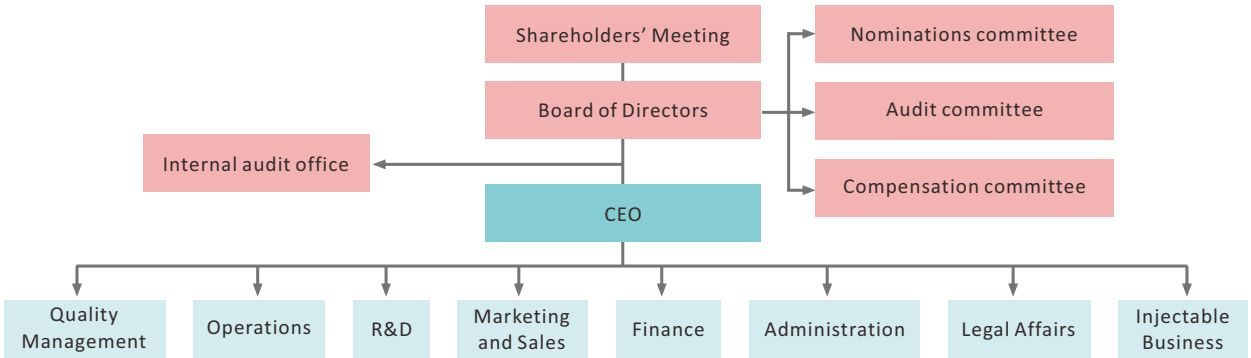 Shareholders’ Meeting
Nominations committee
Board of Directors
Audit committee
Internal audit office
Compensation committee
CEO
Quality
Management
Operations
R&D
Marketing
and Sales
Finance
Administration
Legal Affairs
Injectable
Business